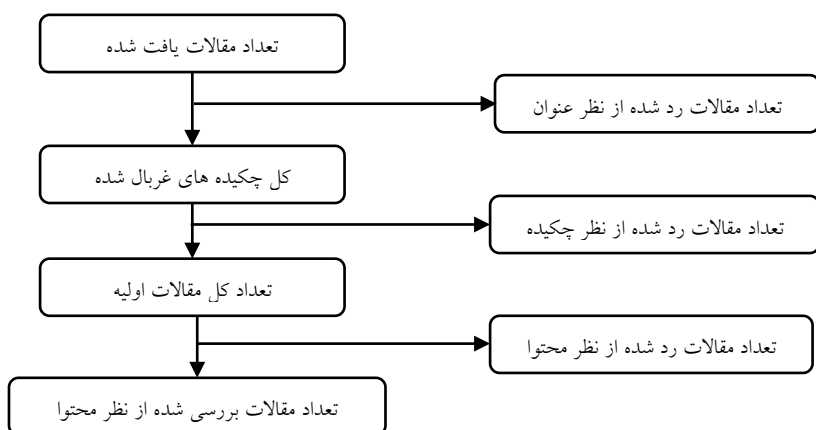 تعداد مقالات یافت شده
تعداد مقالات رد شده از نظر عنوان
کل چکیده های غربال شده
تعداد مقالات رد شده از نظر چکیده
تعداد کل مقالات اولیه
تعداد مقالات رد شده از نظر محتوا
تعداد مقالات بررسی شده از نظر محتوا